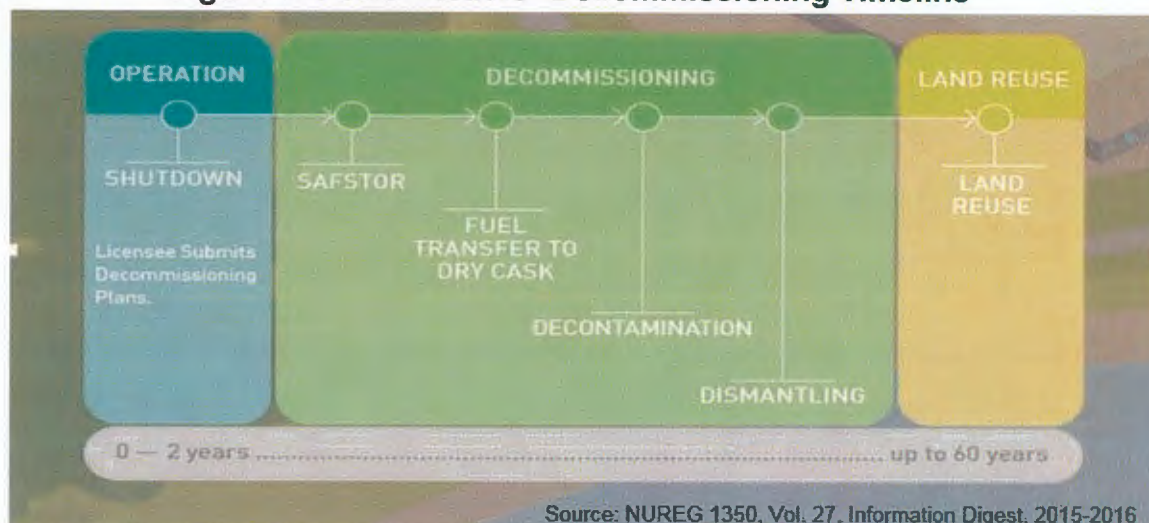 OPERATION
DECOMMISSIONING
LAND REUSE
SHUTDOWN
SAFSTOR
LAND
REUSE
FUEL
TRANSFER TO
DRY CASK
Licensee Submits
Decommissioning
Plans.
DECONTAMINATION
DISMANTLING
0 — 2 years ........................................................................ up to 60 years
Source: NUREG 1350, Vol. 27, Information Digest, 2015-2016